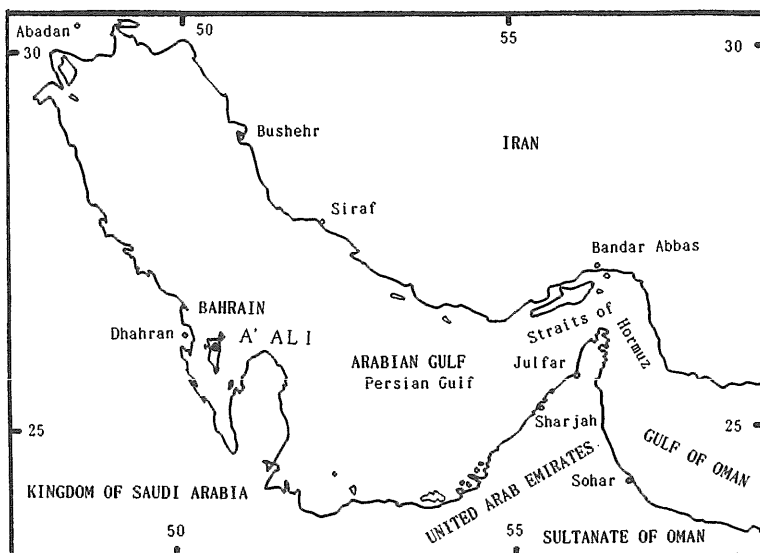 50
55
Abadan
30
30
Bushehr
IRAN
Siraf
Bandar Abbas
BAHRAIN
Straits of Hormuz
Dhahran
A' ALI
ARABIAN GULF
Persian Gulf
Julfar
25
Sharjah
25
GULF OF OMAN
KINGDOM OF SAUDI ARABIA
UNITED ARAB EMIRATES
Sohar
50
55
SULTANATE OF OMAN